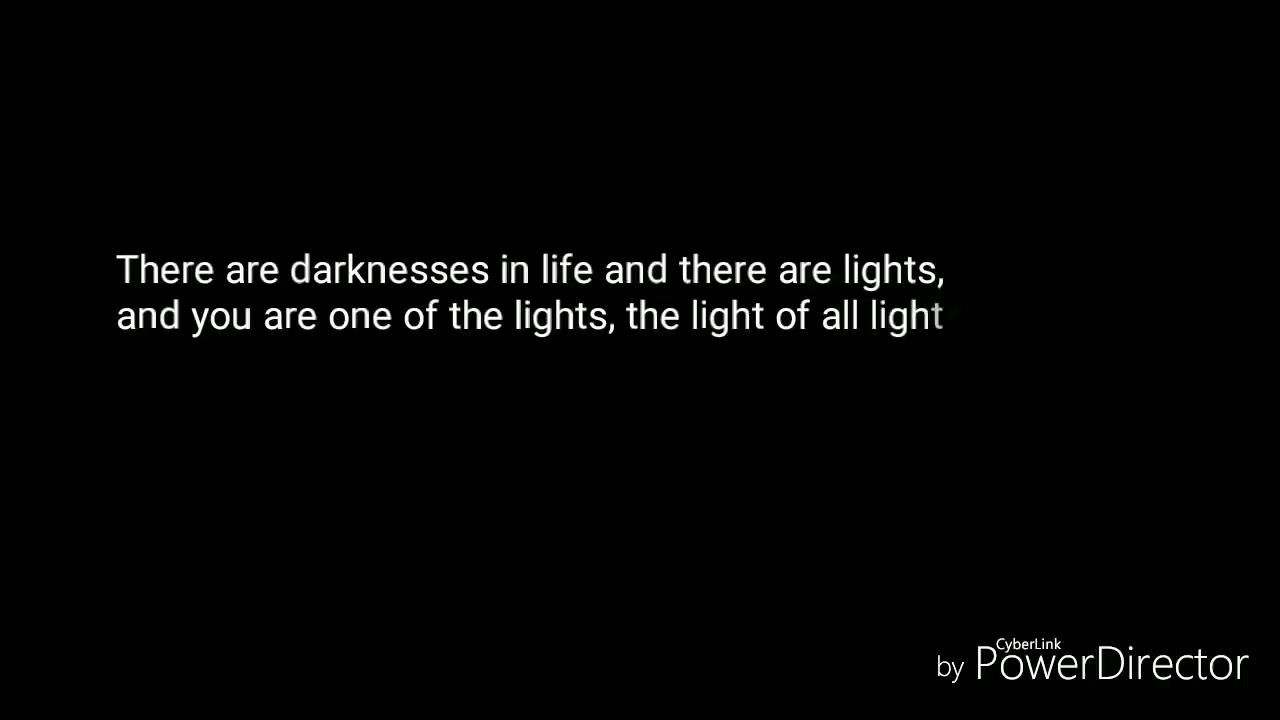 There are darknesses in life and there are lights,
and you are one of the lights, the light of all light
CyberLink
by PowerDirector